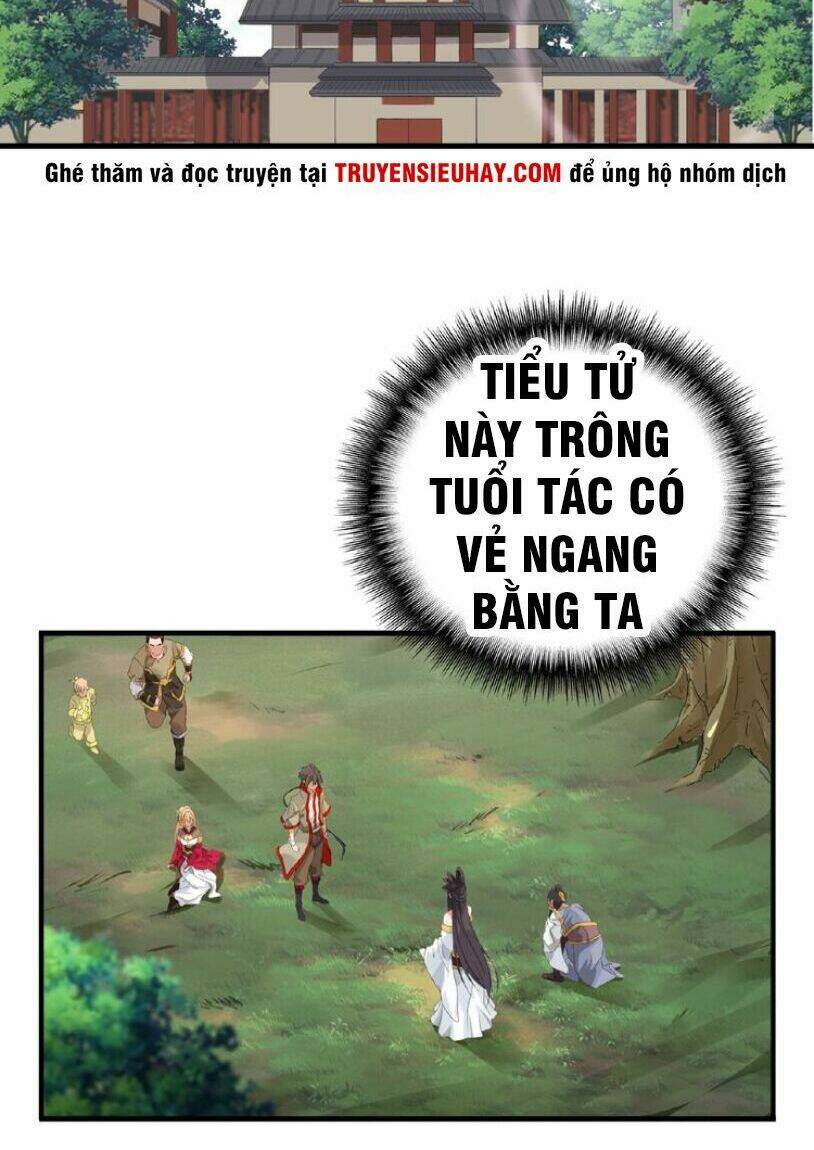 Ghé thăm và đọc truyện tại TRUYENSIEUHAY.COM để ủng hộ nhóm dịch
TIỂU TỬ
NÀY TRÔNG
TUỔI TÁC CÓ
VẺ NGANG
BẰNG TA